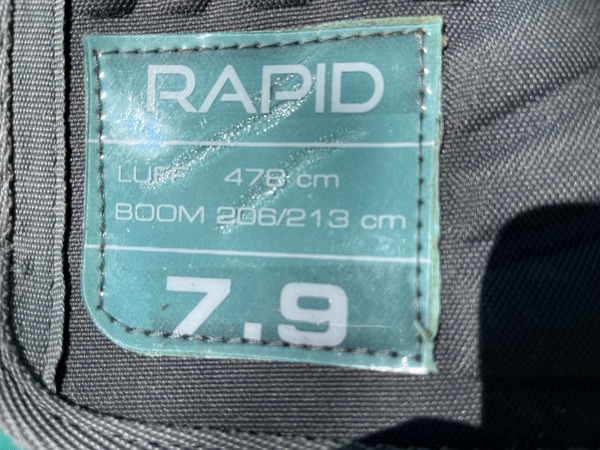 RAPID
LUFF 478 cm
BOOM 206/213 cm
7.9